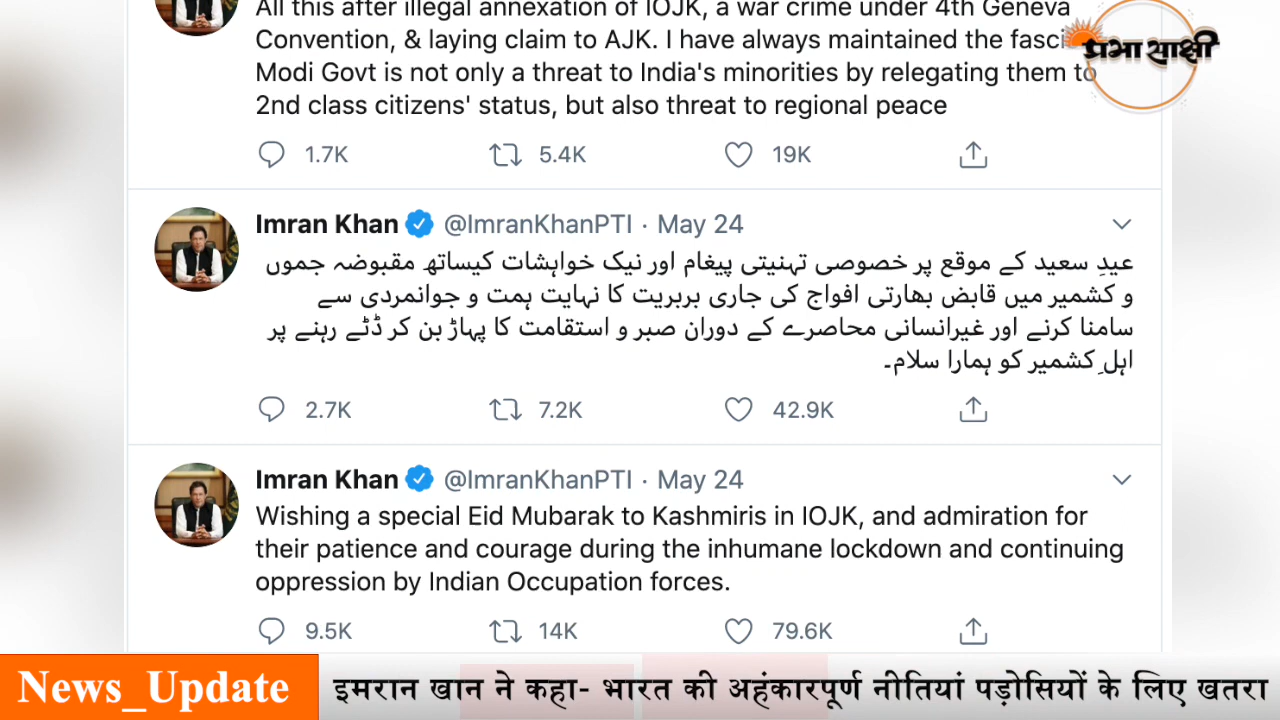 All this after illegal annexation of IOJK, a war crime under 4th Geneva
Convention, & laying claim to AJK. I have always maintained the fasci
Modi Govt is not only a threat to India's minorities by relegating them to
2nd class citizens' status, but also threat to regional peace
1.7K 5.4K 19K
प्रभा साक्षी
Imran Khan @ImranKhanPTI · May 24
عیدِ سعید کے موقع پر خصوصی تہنیتی پیغام اور نیک خواہشات کیساتھ مقبوضہ جموں
و کشمیر میں قابض بھارتی افواج کی جاری بربریت کا نہایت ہمت و جوانمردی سے
سامنا کرنے اور غیرانسانی محاصرے کے دوران صبر و استقامت کا پہاڑ بن کر ڈٹے رہنے پر
اہلِ کشمیر کو ہمارا سلام۔
2.7K 7.2K 42.9K
Imran Khan @ImranKhanPTI · May 24
Wishing a special Eid Mubarak to Kashmiris in IOJK, and admiration for
their patience and courage during the inhumane lockdown and continuing
oppression by Indian Occupation forces.
9.5K 14K 79.6K
News_Update इमरान खान ने कहा- भारत की अहंकारपूर्ण नीतियां पड़ोसियों के लिए खतरा